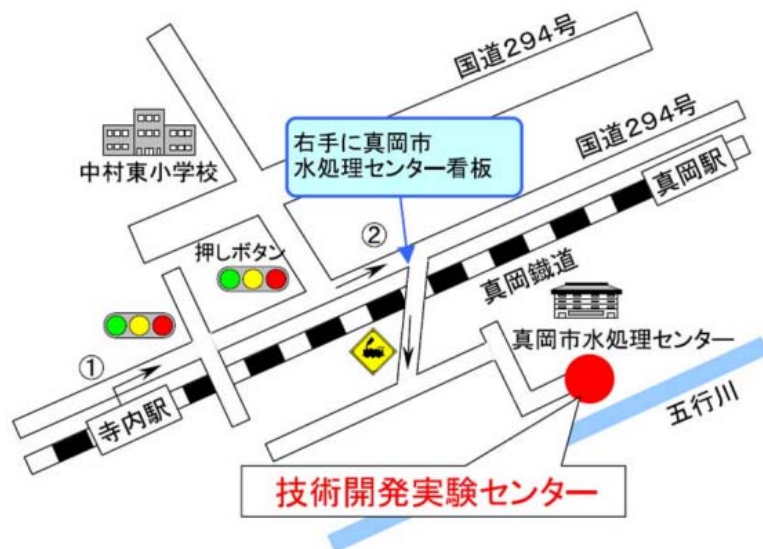 国道294号
中村東小学校
右手に真岡市
水処理センター看板
国道294号
真岡駅
押しボタン
②
真岡鐵道
真岡市水処理センター
①
寺内駅
五行川
技術開発実験センター